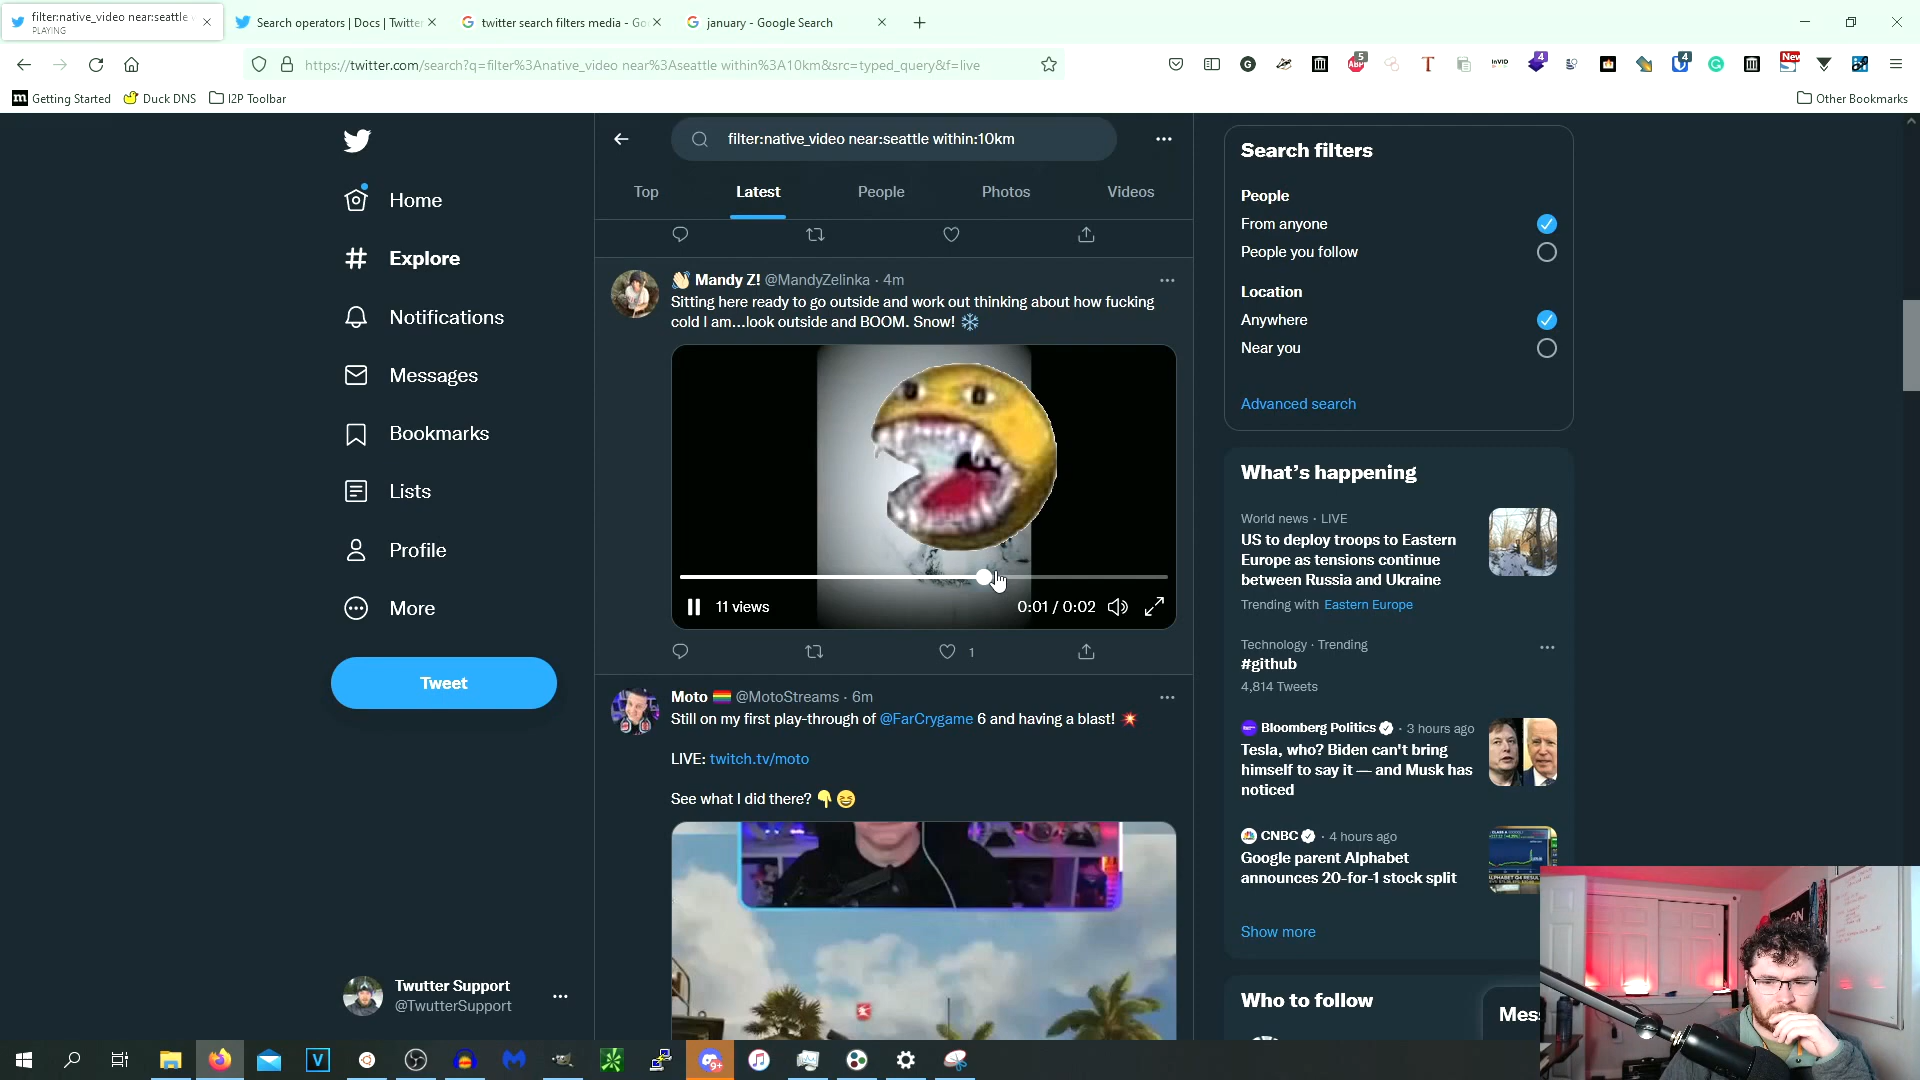 filter:native_video near:seattle
PLAYING
Search operators | Docs | Twitter
twitter search filters media - Go
january - Google Search
https://twitter.com/search?q=filter%3Anative_video near%3Aseattle within%3A10km&src=typed_query&f=live
Getting Started
Duck DNS
I2P Toolbar
Other Bookmarks
Home
Explore
Notifications
Messages
Bookmarks
Lists
Profile
More
Tweet
Twutter Support
@TwutterSupport
filter:native_video near:seattle within:10km
Top
Latest
People
Photos
Videos
Mandy Z! @MandyZelinka · 4m
Sitting here ready to go outside and work out thinking about how fucking
cold I am...look outside and BOOM. Snow!
11 views
0:01 / 0:02
1
Moto @MotoStreams · 6m
Still on my first play-through of @FarCrygame 6 and having a blast!
LIVE: twitch.tv/moto
See what I did there?
Search filters
People
From anyone
People you follow
Location
Anywhere
Near you
Advanced search
What's happening
World news · LIVE
US to deploy troops to Eastern
Europe as tensions continue
between Russia and Ukraine
Trending with Eastern Europe
Technology · Trending
#github
4,814 Tweets
Bloomberg Politics · 3 hours ago
Tesla, who? Biden can't bring
himself to say it — and Musk has
noticed
CNBC · 4 hours ago
Google parent Alphabet
announces 20-for-1 stock split
Show more
Who to follow
Mes